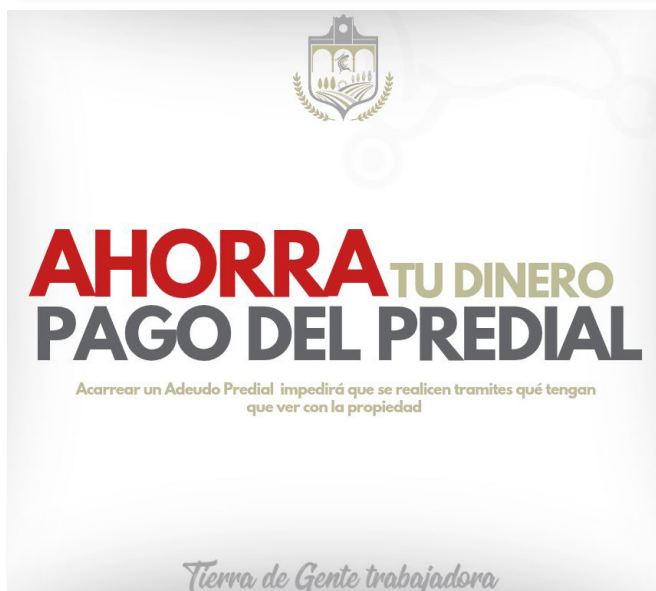 AHORRA TU DINERO
PAGO DEL PREDIAL
Acarrear un Adeudo Predial impedirá que se realicen tramites qué tengan
que ver con la propiedad
Tierra de Gente trabajadora